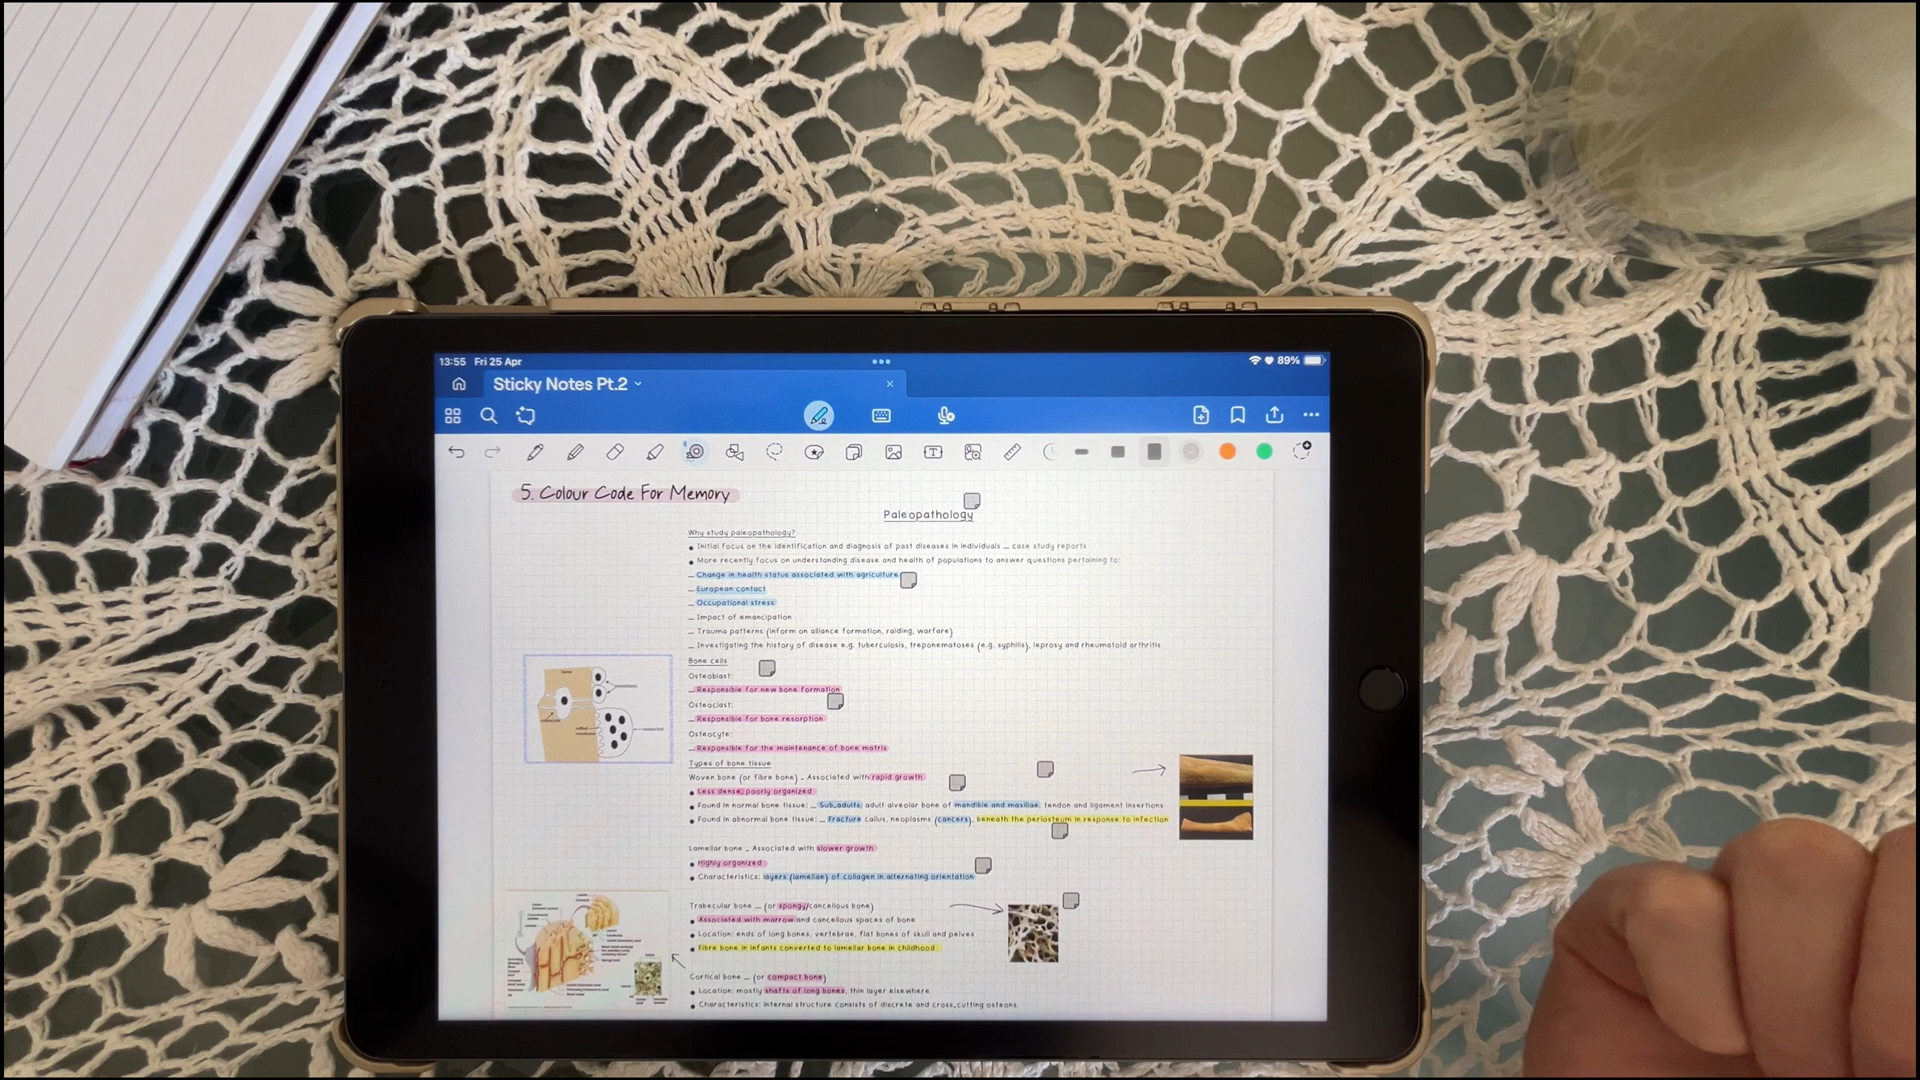 13:55 Fri 25 Apr
89%
Sticky Notes Pt.2
5. Colour Code For Memory
Paleopathology
Why study paleopathology?
• Initial focus on the identification and diagnosis of past diseases in individuals – case study reports
• More recently focus on understanding disease and health of populations to answer questions pertaining to:
– Change in health status associated with agriculture
– European contact
– Occupational stress
– Impact of emancipation
– Trauma patterns (inform on alliance formation, raiding, warfare)
– Investigating the history of disease e.g. tuberculosis, treponematoses (e.g. syphilis), leprosy and rheumatoid arthritis
Bone cells
Osteoblast:
– Responsible for new bone formation
Osteoclast:
– Responsible for bone resorption
Osteocyte:
– Responsible for the maintenance of bone matrix
Types of bone tissue
Woven bone (or fibre bone) – Associated with rapid growth
• Less dense, poorly organized
• Found in normal bone tissue: – Sub_adults, adult alveolar bone of mandible and maxillae, tendon and ligament insertions
• Found in abnormal bone tissue: – Fracture callus, neoplasms (cancers), beneath the periosteum in response to infection
Lamellar bone – Associated with slower growth
• Highly organized
• Characteristics: layers (lamellae) of collagen in alternating orientation
Trabecular bone – (or spongy/cancellous bone)
• Associated with marrow and cancellous spaces of bone
• Location: ends of long bones, vertebrae, flat bones of skull and pelves
• Fibre bone in infants converted to lamellar bone in childhood
Cortical bone – (or compact bone)
• Location: mostly shafts of long bones, thin layer elsewhere
• Characteristics: internal structure consists of discrete and cross_cutting osteons.